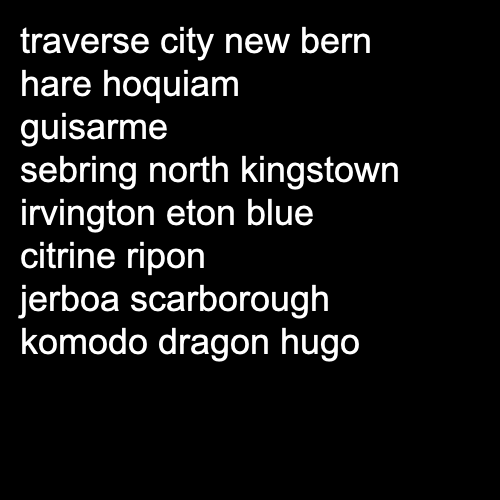 traverse city new bern
hare hoquiam
guisarme
sebring north kingstown
irvington eton blue
citrine ripon
jerboa scarborough
komodo dragon hugo